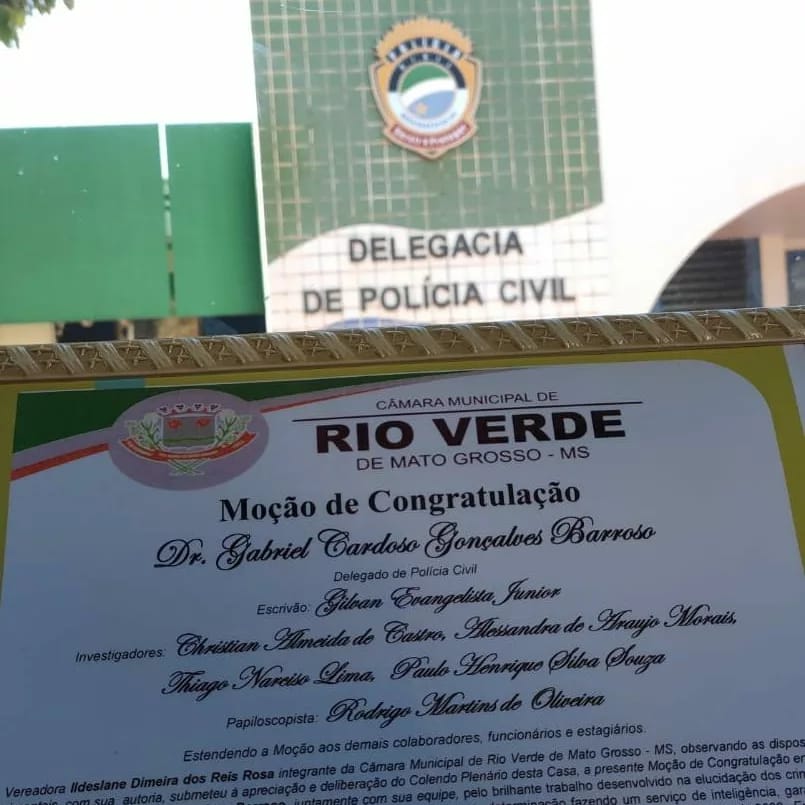 POLÍCIA
CIVIL
Servir e Proteger
DELEGACIA
DE POLÍCIA CIVIL
CÂMARA MUNICIPAL DE
RIO VERDE
DE MATO GROSSO - MS
Moção de Congratulação
Dr. Gabriel Cardoso Gonçalves Barroso
Delegado de Polícia Civil
Escrivão: Gilvan Evangelista Junior
Investigadores: Christian Almeida de Castro, Alessandra de Araujo Morais,
Thiago Narciso Lima, Paulo Henrique Silva Souza
Papiloscopista: Rodrigo Martins de Oliveira
Estendendo a Moção aos demais colaboradores, funcionários e estagiários.
Vereadora Ildeslane Dimeira dos Reis Rosa integrante da Câmara Municipal de Rio Verde de Mato Grosso - MS, observando as dispos
com sua autoria, submeteu à apreciação e deliberação do Colendo Plenário desta Casa, a presente Moção de Congratulação
juntamente com sua equipe, pelo brilhante trabalho desenvolvido na elucidação dos
fazendo um serviço de inteligência,